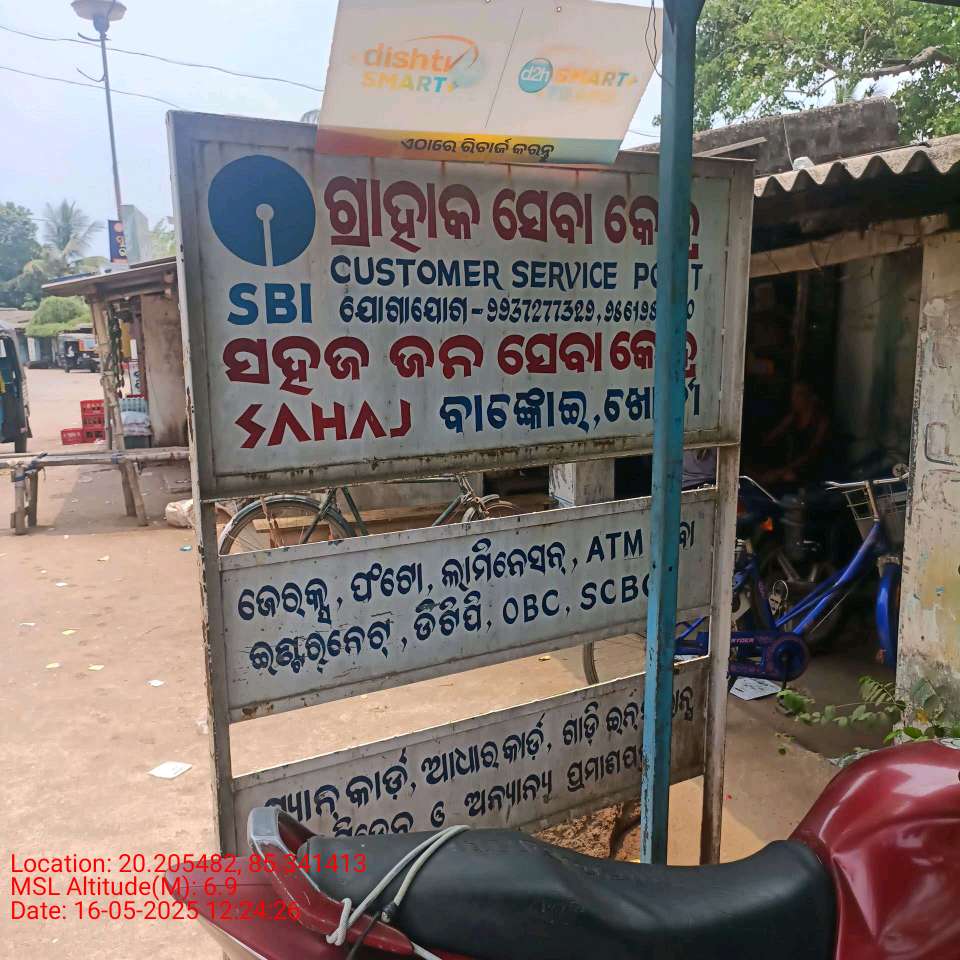 dishtv
SMART+
d2h SMART+
ଏଠାରେ ରିଚାର୍ଜ କରନ୍ତୁ
ଗ୍ରାହାକ ସେବା
CUSTOMER SERVICE
SBI
ଯୋଗାଯୋଗ-୨୨37277329,
ସହଜ ଜନ ସେବା
SAHAJ ବାଙ୍କୋଇ,
ଜେରକ୍ସ, ଫଟୋ, ଲାମିନେସନ୍, ATM
ଇଣ୍ଟରନେଟ୍, ଡିଟିପି, OBC, SCBC
ପ୍ୟାନ୍ କାର୍ଡ଼, ଆଧାର କାର୍ଡ଼, ଗାଡ଼ି
ଓ ଅନ୍ୟାନ୍ୟ
Location: 20.205482, 85.341413
MSL Altitude(M): 6.9
Date: 16-05-2025 12:24:26